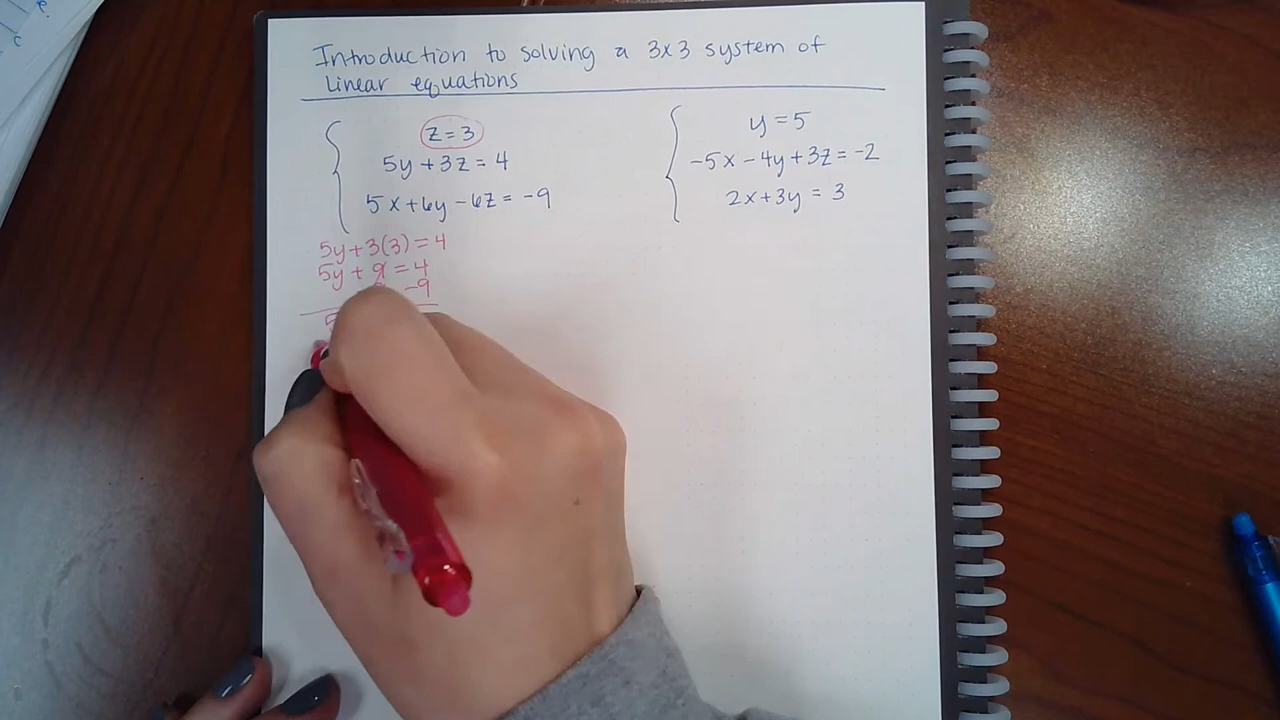 Introduction to solving a 3x3 system of
linear equations
z = 3
5y + 3z = 4
5x + 6y - 6z = -9
y = 5
-5x - 4y + 3z = -2
2x + 3y = 3
5y + 3(3) = 4
5y + 9 = 4
-9
5